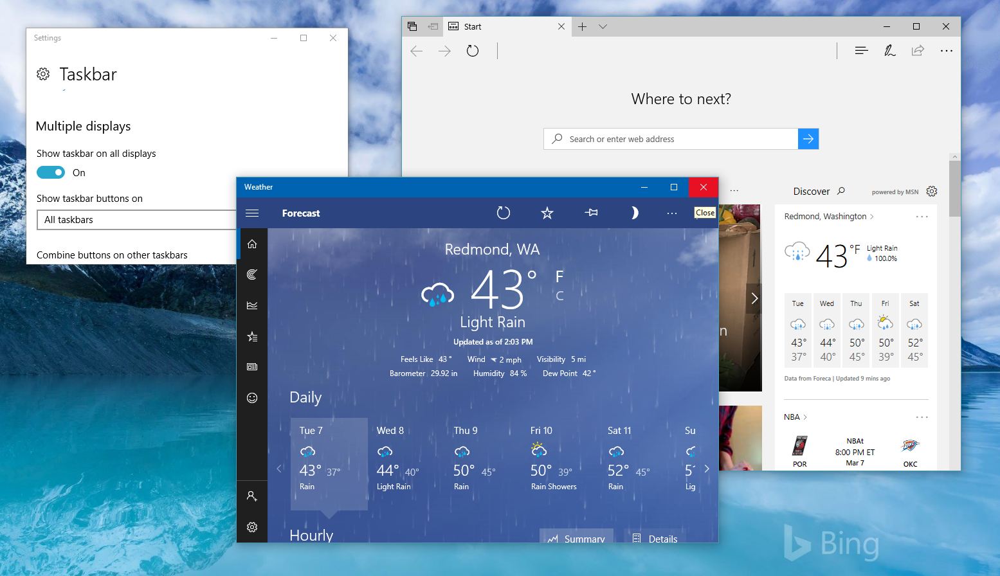 Settings
Taskbar
Multiple displays
Show taskbar on all displays
On
Show taskbar buttons on
All taskbars
Combine buttons on other taskbars
Start
Where to next?
Search or enter web address
Discover
powered by MSN
Redmond, Washington
43 °F
Light Rain
100.0%
Tue Wed Thu Fri Sat
43° 44° 50° 50° 52°
37° 40° 45° 39° 45°
Data from Foreca | Updated 9 mins ago
NBA
NBAt
8:00 PM ET
Mar 7
POR
OKC
n
Weather
Forecast
Close
Redmond, WA
43° F
C
Light Rain
Updated as of 2:03 PM
Feels Like 43 ° Wind 2 mph Visibility 5 mi
Barometer 29.92 in Humidity 84 % Dew Point 42 °
Daily
Tue 7 Wed 8 Thu 9 Fri 10 Sat 11 Su
43° 37° 44° 40° 50° 45° 50° 39° 52° 45°
Rain Light Rain Rain Rain Showers Rain Lig
Hourly
Summary Details
Bing